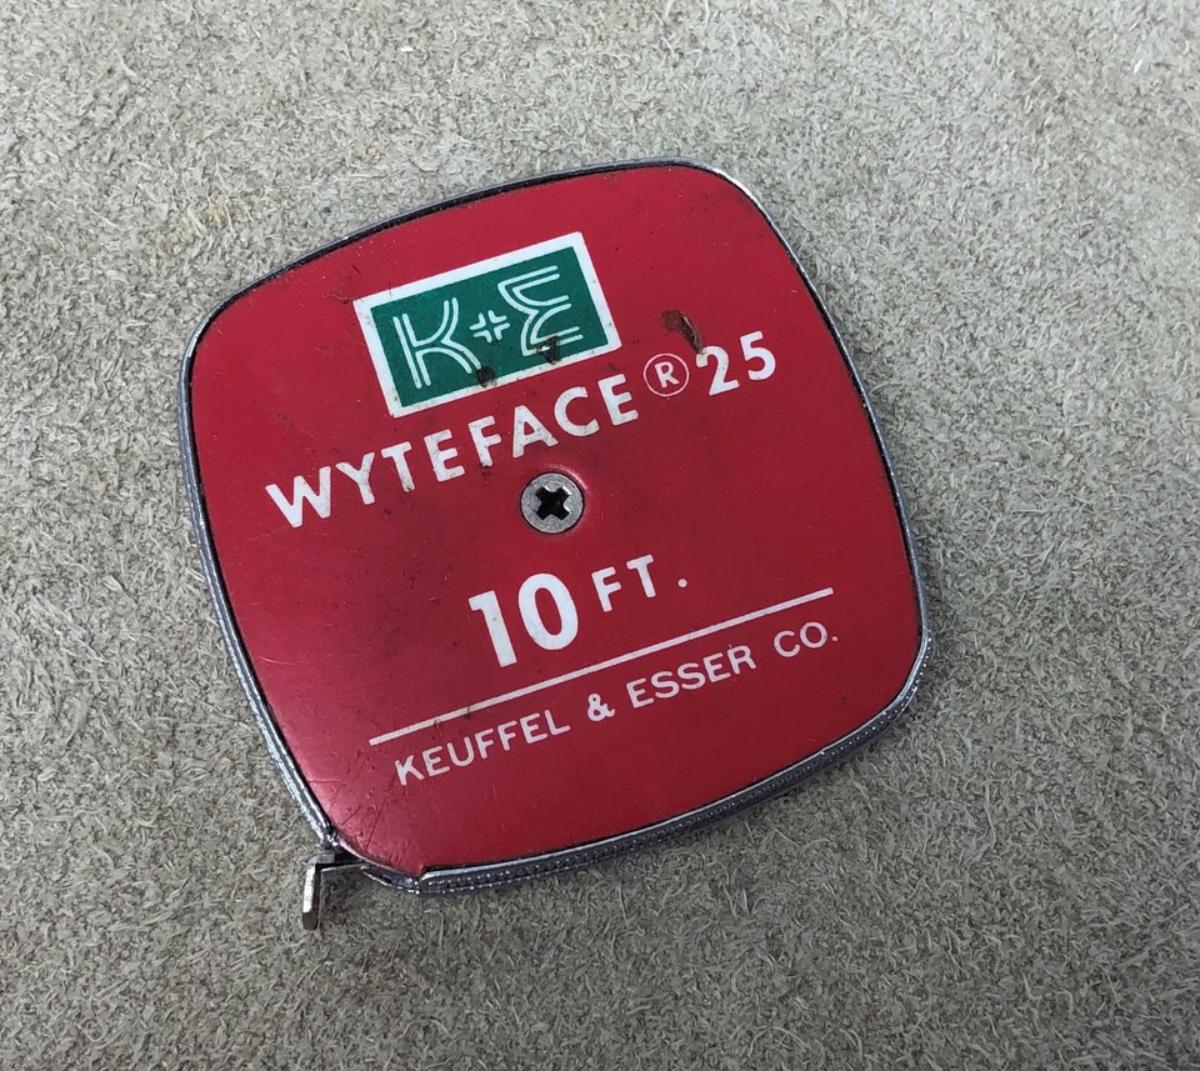 K+E
WYTEFACE® 25
10 FT.
KEUFFEL & ESSER CO.